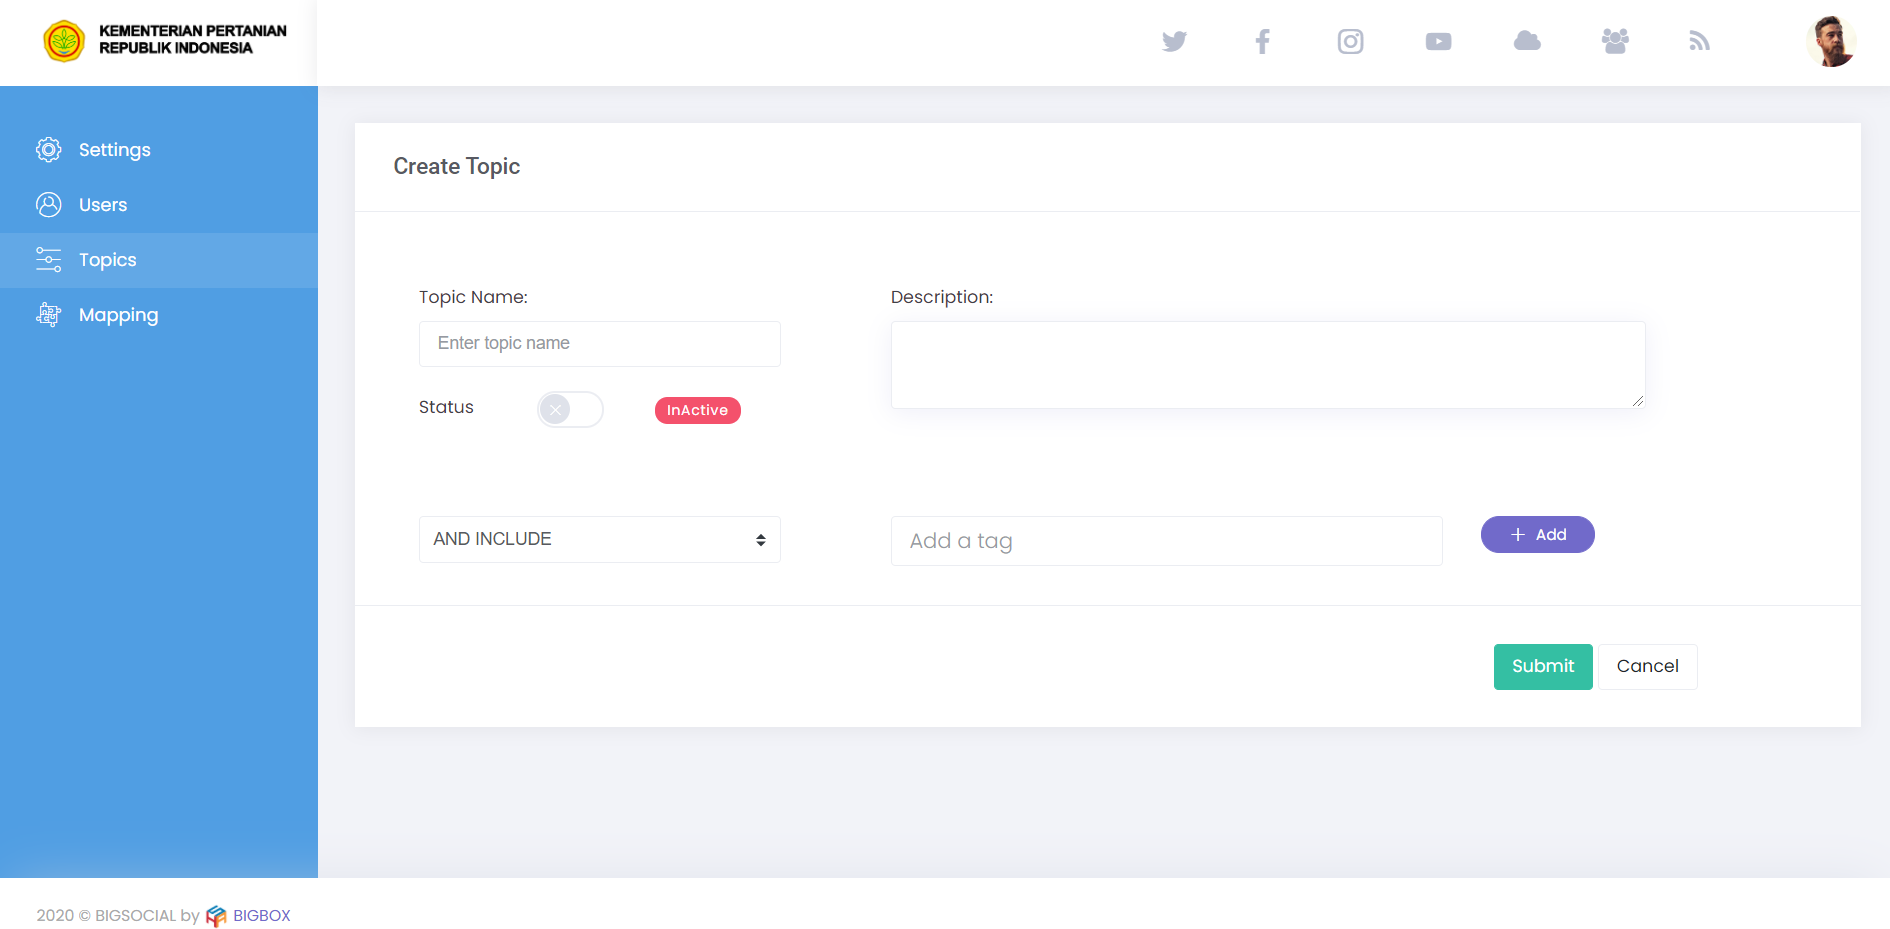 KEMENTERIAN PERTANIAN
REPUBLIK INDONESIA
Settings
Users
Topics
Mapping
Create Topic
Topic Name:
Description:
Enter topic name
Status
InActive
AND INCLUDE
Add a tag
Add
Submit
Cancel
2020 © BIGSOCIAL by BIGBOX